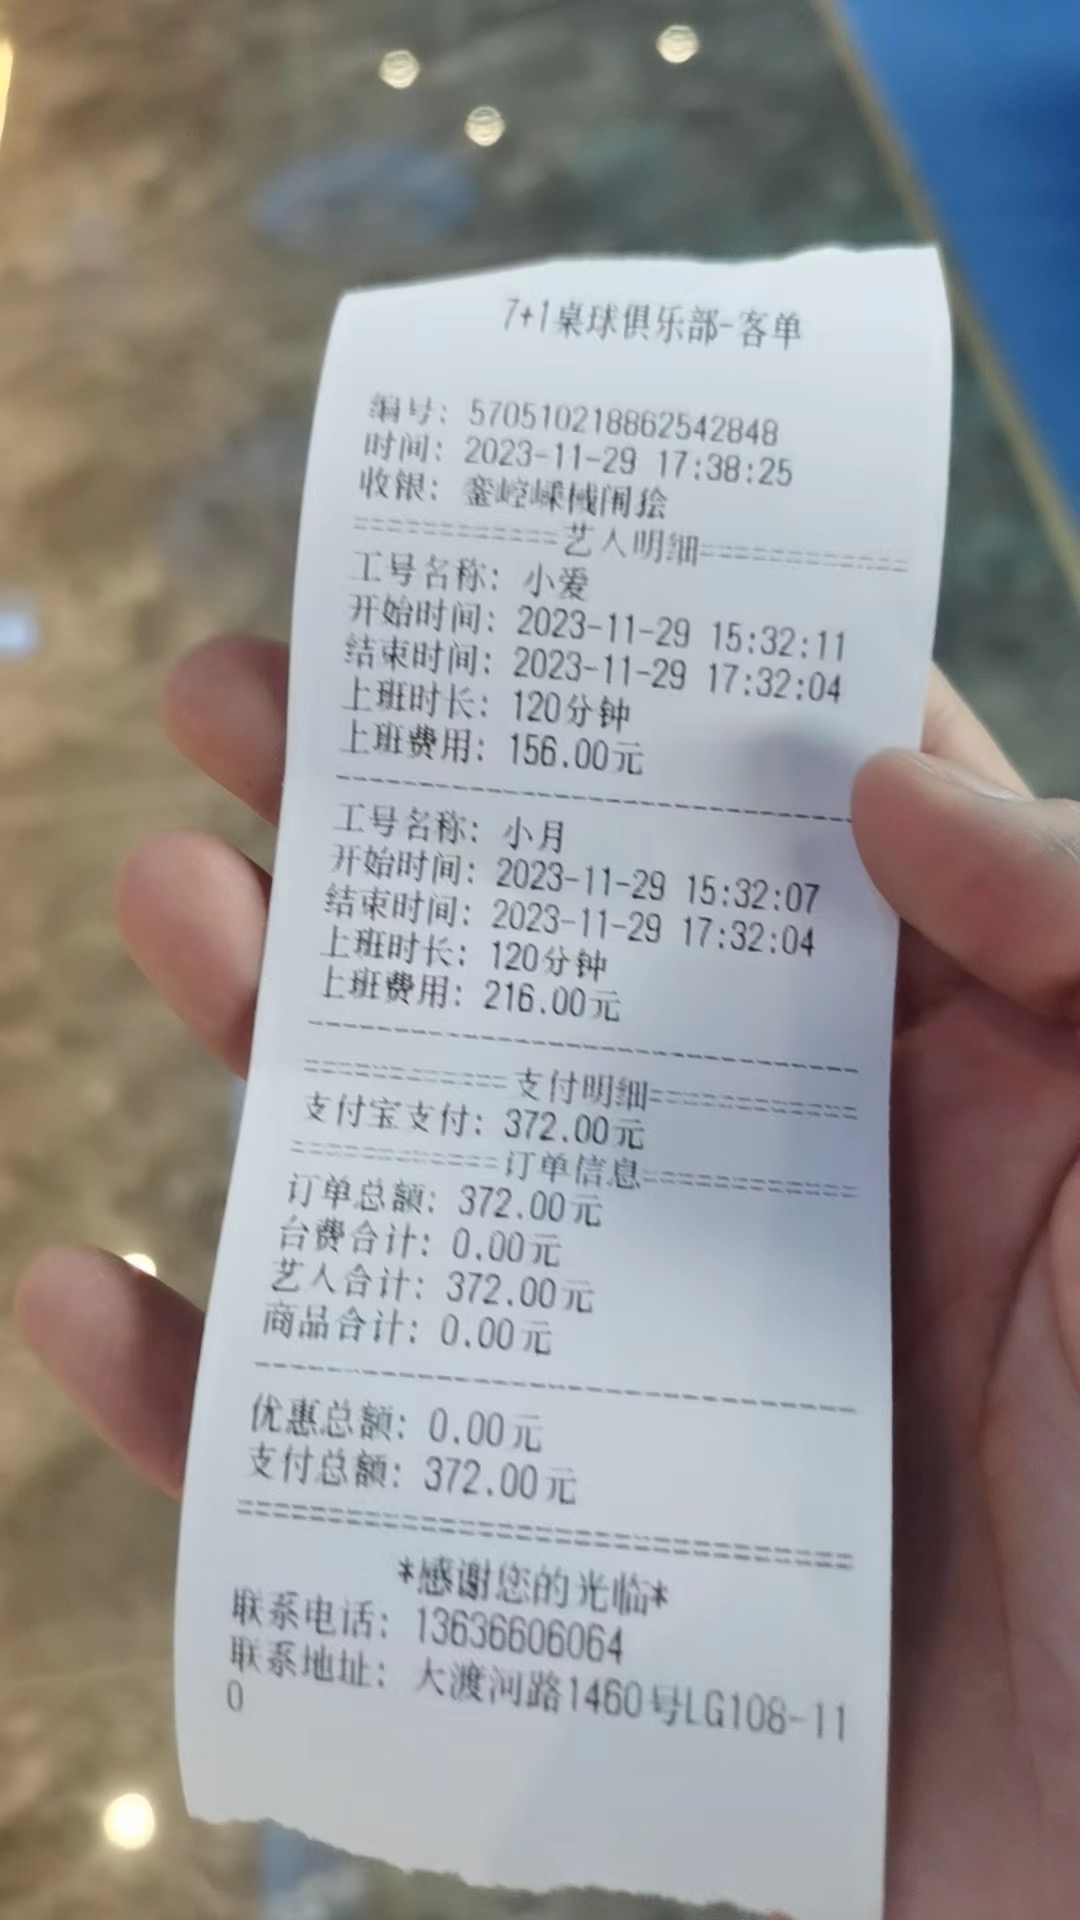 7+1桌球俱乐部-客单
编号: 570510218862542848
时间: 2023-11-29 17:38:25
收银:
============艺人明细============
工号名称: 小爱
开始时间: 2023-11-29 15:32:11
结束时间: 2023-11-29 17:32:04
上班时长: 120分钟
上班费用: 156.00元
--------------------------------
工号名称: 小月
开始时间: 2023-11-29 15:32:07
结束时间: 2023-11-29 17:32:04
上班时长: 120分钟
上班费用: 216.00元
--------------------------------
============支付明细============
支付宝支付: 372.00元
============订单信息============
订单总额: 372.00元
台费合计: 0.00元
艺人合计: 372.00元
商品合计: 0.00元
--------------------------------
优惠总额: 0.00元
支付总额: 372.00元
================================
*感谢您的光临*
联系电话: 13636606064
联系地址: 大渡河路1460号LG108-11
0